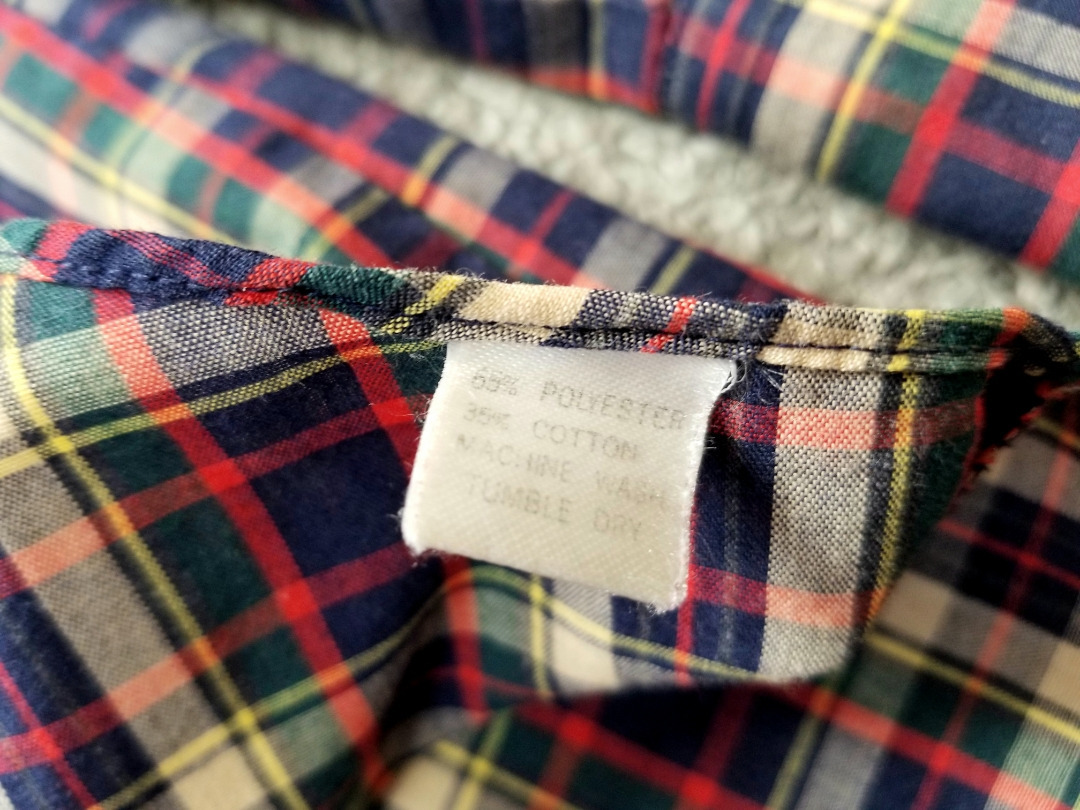 65% POLYESTER
35% COTTON
MACHINE WASH
TUMBLE DRY